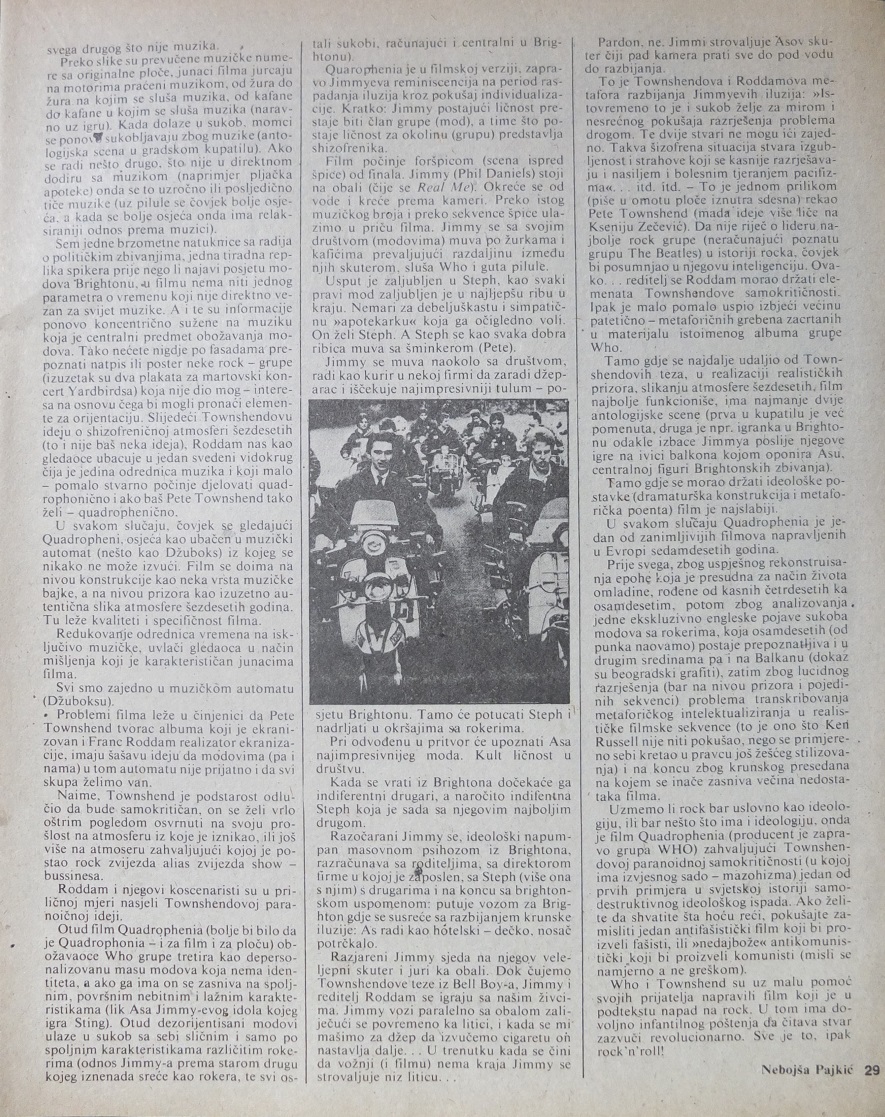 svega drugog što nije muzika.
Preko slike su prevučene muzičke nume-
re sa originalne ploče, junaci filma jurcaju
na motorima praćeni muzikom, od žura do
žura na kojim se sluša muzika, od kafane
do kafane u kojim se sluša muzika (narav-
no uz igru). Kada dolaze u sukob, momci
se ponovo sukobljavaju zbog muzike (anto-
logijska scena u gradskom kupatilu). Ako
se radi nešto drugo, što nije u direktnom
dodiru sa muzikom (naprimjer pljačka
apoteke) onda se to uzročno ili posljedično
tiče muzike (uz pilule se čovjek bolje osje-
ća, a kada se bolje osjeća onda ima relak-
siraniji odnos prema muzici).
Sem jedne brzometne natuknice sa radija
o političkim zbivanjima, jedna tiradna rep-
lika spikera prije nego li najavi posjetu mo-
dova Brightonu, u filmu nema niti jednog
parametra o vremenu koji nije direktno ve-
zan za svijet muzike. A i te su informacije
ponovo koncentrično sužene na muziku
koja je centralni predmet obožavanja mo-
dova. Tako nećete nigdje po fasadama pre-
poznati natpis ili poster neke rock – grupe
(izuzetak su dva plakata za martovski kon-
cert Yardbirdsa) koja nije dio mog – intere-
sa na osnovu čega bi mogli pronaći elemen-
te za orijentaciju. Slijedeći Townshendovu
ideju o shizofreničnoj atmosferi šezdesetih
(to i nije baš neka ideja), Roddam nas kao
gledaoce ubacuje u jedan svedeni vidokrug
čija je jedina odrednica muzika i koji malo
– pomalo stvarno počinje djelovati quad-
rophonično i ako baš Pete Townshend tako
želi – quadrophenično.
U svakom slučaju, čovjek se gledajući
Quadropheni, osjeća kao ubačen u muzički
automat (nešto kao Džuboks) iz kojeg se
nikako ne može izvući. Film se doima na
nivou konstrukcije kao neka vrsta muzičke
bajke, a na nivou prizora kao izuzetno au-
tentična slika atmosfere šezdesetih godina.
Tu leže kvaliteti i specifičnost filma.
Redukovanje odrednica vremena na isk-
ljučivo muzičke, uvlači gledaoca u način
mišljenja koji je karakterističan junacima
filma.
Svi smo zajedno u muzičkom automatu
(Džuboksu).
Problemi filma leže u činjenici da Pete
Townshend tvorac albuma koji je ekrani-
zovan i Franc Roddam realizator ekraniza-
cije, imaju šašavu ideju da modovima (pa i
nama) u tom automatu nije prijatno i da svi
skupa želimo van.
Naime, Townshend je podstarost odlu-
čio da bude samokritičan, on se želi vrlo
oštrim pogledom osvrnuti na svoju pro-
šlost na atmosferu iz koje je iznikao, ili još
više na atmoseru zahvaljujući kojoj je po-
stao rock zvijezda alias zvijezda show –
bussinesa.
Roddam i njegovi koscenaristi su u pri-
ličnoj mjeri nasjeli Townshendovoj para-
noičnoj ideji.
Otud film Quadrophenia (bolje bi bilo da
je Quadrophonia – i za film i za ploču) ob-
ožavaoce Who grupe tretira kao deperso-
nalizovanu masu modova koja nema iden-
titeta, a ako ga ima on se zasniva na spolj-
nim, površnim nebitnim i lažnim karakte-
ristikama (lik Asa Jimmy-evog idola kojeg
igra Sting). Otud dezorijentisani modovi
ulaze u sukob sa sebi sličnim i samo po
spoljnim karakteristikama različitim roke-
rima (odnos Jimmy-a prema starom drugu
kojeg iznenada sreće kao rokera, te svi os-
tali sukobi, računajući i centralni u Brig-
htonu).
Quarophenia je u filmskoj verziji, zapra-
vo Jimmyeva reminiscencija na period ras-
padanja iluzija kroz pokušaj individualiza-
cije. Kratko: Jimmy postajući ličnost pre-
staje biti član grupe (mod), a time što po-
staje ličnost za okolinu (grupu) predstavlja
shizofrenika.
Film počinje foršpicom (scena ispred
špice) od finala. Jimmy (Phil Daniels) stoji
na obali (čije se Real Me). Okreće se od
vode i kreće prema kameri. Preko istog
muzičkog broja i preko sekvence špice ula-
zimo u priču filma. Jimmy se sa svojim
društvom (modovima) muva po žurkama i
kafićima prevaljujući razdaljinu između
njih skuterom, sluša Who i guta pilule.
Usput je zaljubljen u Steph, kao svaki
pravi mod zaljubljen je u najljepšu ribu u
kraju. Nemari za debeljuškastu i simpatič-
nu »apotekarku« koja ga očigledno voli.
On želi Steph. A Steph se kao svaka dobra
ribica muva sa šminkerom (Pete).
Jimmy se muva naokolo sa društvom,
radi kao kurir u nekoj firmi da zaradi džep-
arac i iščekuje najimpresivniji tulum – po-
sjetu Brightonu. Tamo će potucati Steph i
nadrljati u okršajima sa rokerima.
Pri odvođenu u pritvor će upoznati Asa
najimpresivnijeg moda. Kult ličnost u
društvu.
Kada se vrati iz Brightona dočekaće ga
indiferentni drugari, a naročito indifentna
Steph koja je sada sa njegovim najboljim
drugom.
Razočarani Jimmy se, ideološki napum-
pan masovnom psihozom iz Brightona,
razračunava sa roditeljima, sa direktorom
firme u kojoj je zaposlen, sa Steph (više ona
s njim) s drugarima i na koncu sa brighton-
skom uspomenom: putuje vozom za Brig-
hton gdje se susreće sa razbijanjem krunske
iluzije: As radi kao hotelski – dečko, nosač
potrčkalo.
Razjareni Jimmy sjeda na njegov vele-
ljepni skuter i juri ka obali. Dok čujemo
Townshendove teze iz Bell Boy-a, Jimmy i
reditelj Roddam se igraju sa našim živci-
ma. Jimmy vozi paralelno sa obalom zali-
ječući se povremeno ka litici, i kada se mi
mašimo za džep da izvučemo cigaretu on
nastavlja dalje. . . U trenutku kada se čini
da vožnji (i filmu) nema kraja Jimmy se
strovaljuje niz liticu. . .
Pardon, ne. Jimmi strovaljuje Asov sku-
ter čiji pad kamera prati sve do pod vodu
do razbijanja.
To je Townshendova i Roddamova me-
tafora razbijanja Jimmyevih iluzija: »Is-
tovremeno to je i sukob želje za mirom i
nesrećnog pokušaja razrješenja problema
drogom. Te dvije stvari ne mogu ići zajed-
no. Takva šizofrena situacija stvara izgub-
ljenost i strahove koji se kasnije razrješava-
ju i nasiljem i bolesnim tjeranjem pacifiz-
ma«. . . itd. itd. – To je jednom prilikom
(piše u omotu ploče iznutra sdesna) rekao
Pete Townshend (mada ideje više liče na
Kseniju Zečević). Da nije riječ o lideru na-
jbolje rock grupe (neračunajući poznatu
grupu The Beatles) u istoriji rocka, čovjek
bi posumnjao u njegovu inteligenciju. Ova-
ko. . . reditelj se Roddam morao držati ele-
menata Townshendove samokritičnosti.
Ipak je malo pomalo uspio izbjeći većinu
patetično – metaforičnih grebena zacrtanih
u materijalu istoimenog albuma grupe
Who.
Tamo gdje se najdalje udaljio od Town-
shendovih teza, u realizaciji realističkih
prizora, slikanju atmosfere šezdesetih, film
najbolje funkcioniše, ima najmanje dvije
antologijske scene (prva u kupatilu je već
pomenuta, druga je npr. igranka u Brighto-
nu odakle izbace Jimmya poslije njegove
igre na ivici balkona kojom oponira Asu,
centralnoj figuri Brightonskih zbivanja).
Tamo gdje se morao držati ideološke po-
stavke (dramaturška konstrukcija i metafo-
rička poenta) film je najslabiji.
U svakom slučaju Quadrophenia je je-
dan od zanimljivijih filmova napravljenih
u Evropi sedamdesetih godina.
Prije svega, zbog uspješnog rekonstruisa-
nja epohe koja je presudna za način života
omladine, rođene od kasnih četrdesetih ka
osamdesetim, potom zbog analizovanja
jedne ekskluzivno engleske pojave sukoba
modova sa rokerima, koja osamdesetih (od
punka naovamo) postaje prepoznatljiva i u
drugim sredinama pa i na Balkanu (dokaz
su beogradski grafiti), zatim zbog lucidnog
razrješenja (bar na nivou prizora i pojedi-
nih sekvenci) problema transkribovanja
metaforičkog intelektualiziranja u realis-
tičke filmske sekvence (to je ono što Ken
Russell nije niti pokušao, nego se primjere-
no sebi kretao u pravcu još žešćeg stilizova-
nja) i na koncu zbog krunskog presedana
na kojem se inače zasniva većina nedosta-
taka filma.
Uzmemo li rock bar uslovno kao ideolo-
giju, ili bar nešto što ima i ideologiju, onda
je film Quadrophenia (producent je zapra-
vo grupa WHO) zahvaljujući Townshen-
dovoj paranoidnoj samokritičnosti (u kojoj
ima izvjesnog sado – mazohizma) jedan od
prvih primjera u svjetskoj istoriji samo-
destruktivnog ideološkog ispada. Ako želi-
te da shvatite šta hoću reći, pokušajte za-
misliti jedan antifašistički film koji bi pro-
izveli fašisti, ili »nedajbože« antikomunis-
tički koji bi proizveli komunisti (misli se
namjerno a ne greškom).
Who i Townshend su uz malu pomoć
svojih prijatelja napravili film koji je u
podtekstu napad na rock. U tom ima do-
voljno infantilnog poštenja da čitava stvar
zazvuči revolucionarno. Sve je to, ipak
rock'n'roll!
Nebojša Pajkić 29